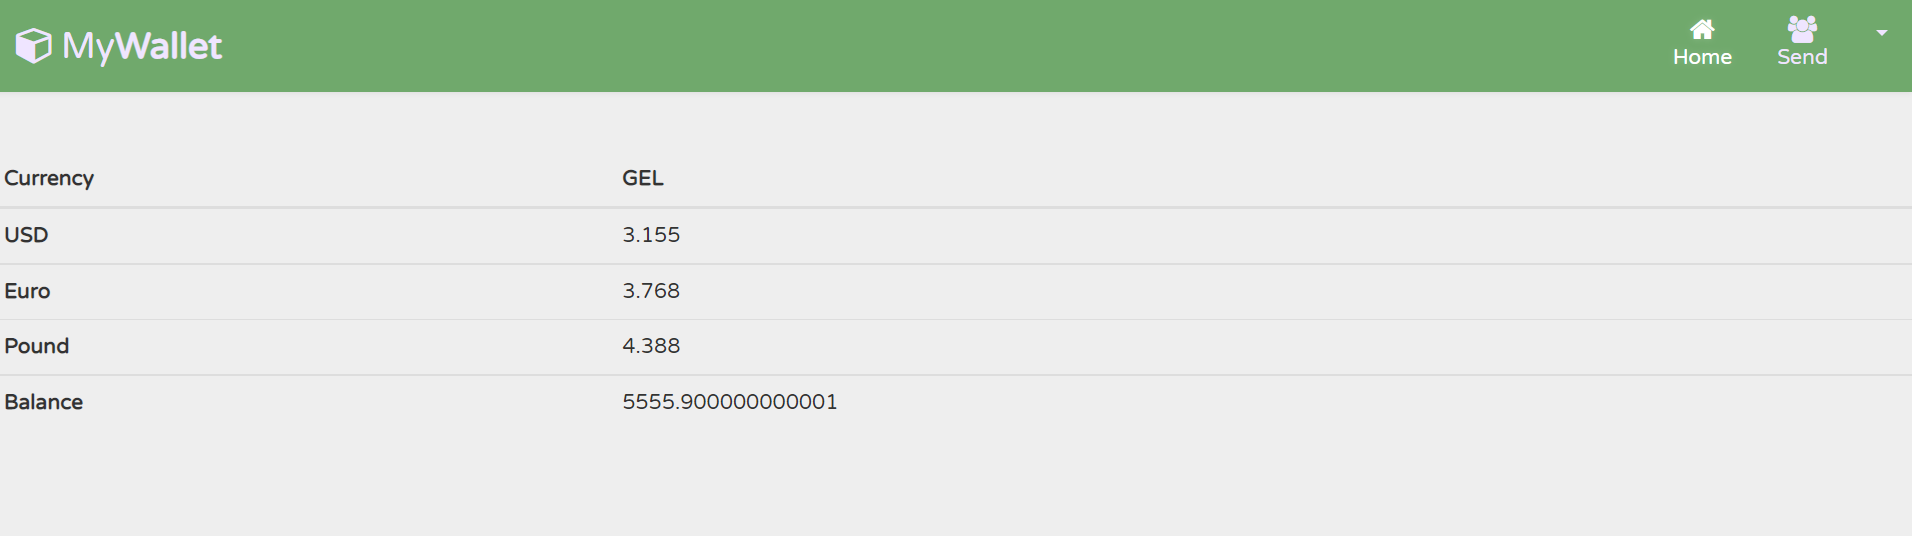 MyWallet
Home
Send
Currency GEL
USD 3.155
Euro 3.768
Pound 4.388
Balance 5555.900000000001